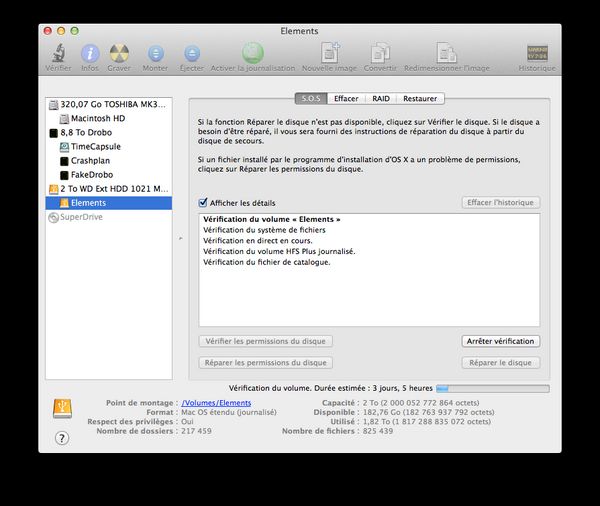 Elements
Vérifier Infos Graver Monter Éjecter Activer la journalisation Nouvelle image Convertir Redimensionner l'image Historique
320,07 Go TOSHIBA MK3...
Macintosh HD
8,8 To Drobo
TimeCapsule
Crashplan
FakeDrobo
2 To WD Ext HDD 1021 M...
Elements
SuperDrive
S.O.S Effacer RAID Restaurer
Si la fonction Réparer le disque n'est pas disponible, cliquez sur Vérifier le disque. Si le disque a
besoin d'être réparé, il vous sera fourni des instructions de réparation du disque à partir du
disque de secours.
Si un fichier installé par le programme d'installation d'OS X a un problème de permissions,
cliquez sur Réparer les permissions du disque.
Afficher les détails
Effacer l'historique
Vérification du volume « Elements »
Vérification du système de fichiers
Vérification en direct en cours.
Vérification du volume HFS Plus journalisé.
Vérification du fichier de catalogue.
Vérifier les permissions du disque
Arrêter vérification
Réparer les permissions du disque
Réparer le disque
Vérification du volume. Durée estimée : 3 jours, 5 heures
Point de montage : /Volumes/Elements
Format : Mac OS étendu (journalisé)
Respect des privilèges : Oui
Nombre de dossiers : 217 459
Capacité : 2 To (2 000 052 772 864 octets)
Disponible : 182,76 Go (182 763 937 792 octets)
Utilisé : 1,82 To (1 817 288 835 072 octets)
Nombre de fichiers : 825 439
?